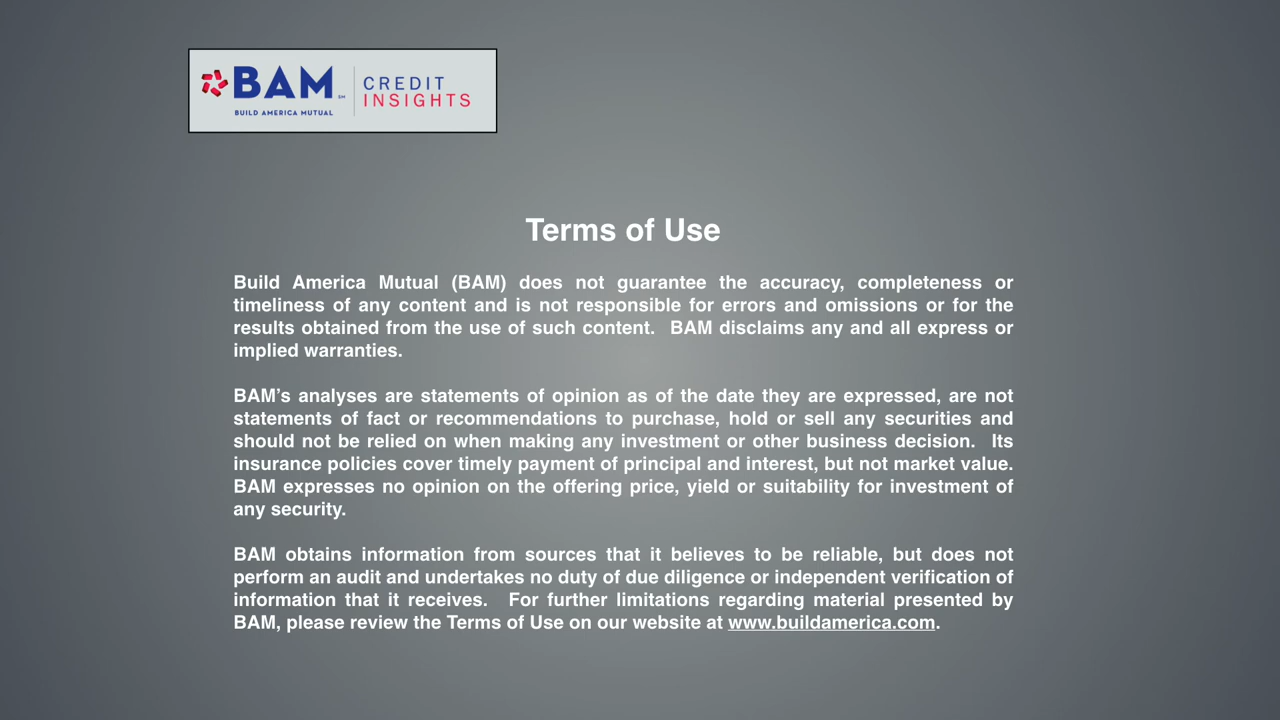 BAM SM
BUILD AMERICA MUTUAL
CREDIT
INSIGHTS
Terms of Use
Build America Mutual (BAM) does not guarantee the accuracy, completeness or
timeliness of any content and is not responsible for errors and omissions or for the
results obtained from the use of such content.  BAM disclaims any and all express or
implied warranties.
BAM’s analyses are statements of opinion as of the date they are expressed, are not
statements of fact or recommendations to purchase, hold or sell any securities and
should not be relied on when making any investment or other business decision.  Its
insurance policies cover timely payment of principal and interest, but not market value.
BAM expresses no opinion on the offering price, yield or suitability for investment of
any security.
BAM obtains information from sources that it believes to be reliable, but does not
perform an audit and undertakes no duty of due diligence or independent verification of
information that it receives.  For further limitations regarding material presented by
BAM, please review the Terms of Use on our website at www.buildamerica.com.